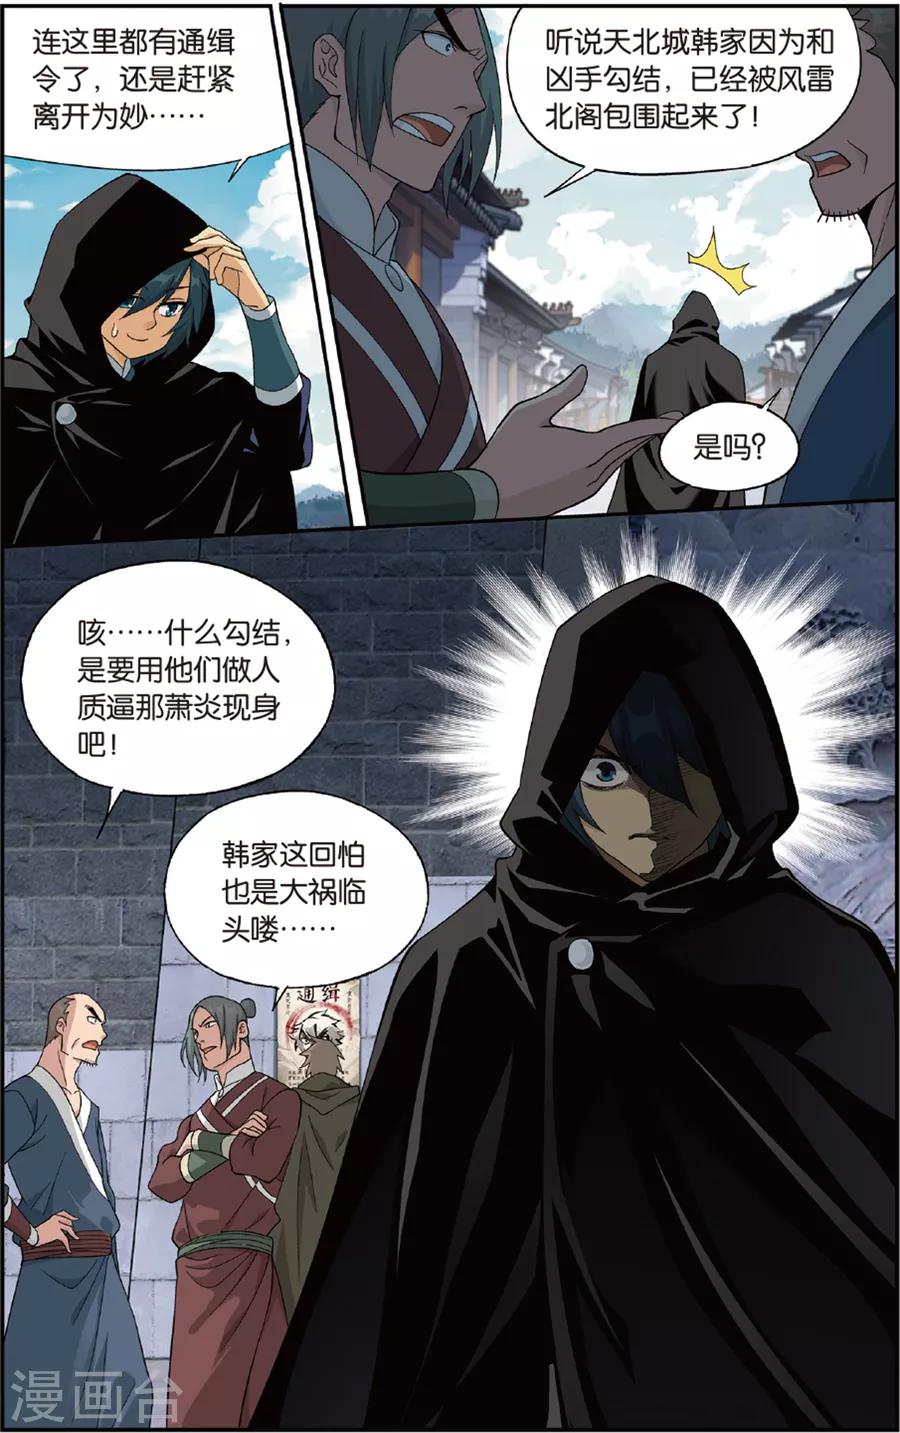 连这里都有通缉
令了，还是赶紧
离开为妙……
听说天北城韩家因为和
凶手勾结，已经被风雷
北阁包围起来了！
是吗？
咳……什么勾结，
是要用他们做人
质逼那萧炎现身
吧！
韩家这回怕
也是大祸临
头喽……
通缉
漫画台